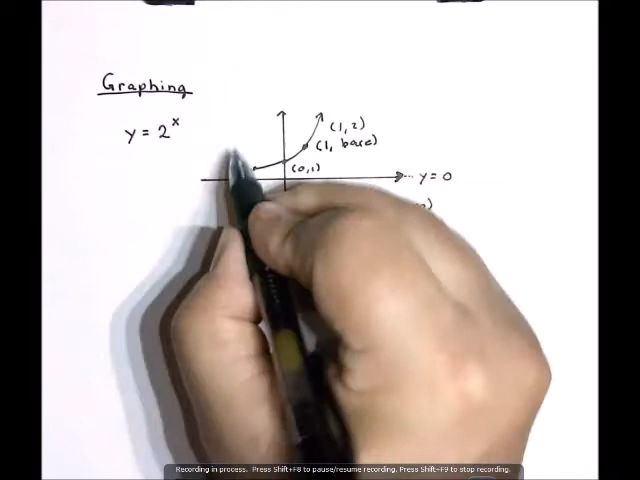 Graphing
y = 2^x
(1, 2)
(1, base)
(0,1)
y = 0
Recording in process. Press Shift+F8 to pause/resume recording. Press Shift+F9 to stop recording.